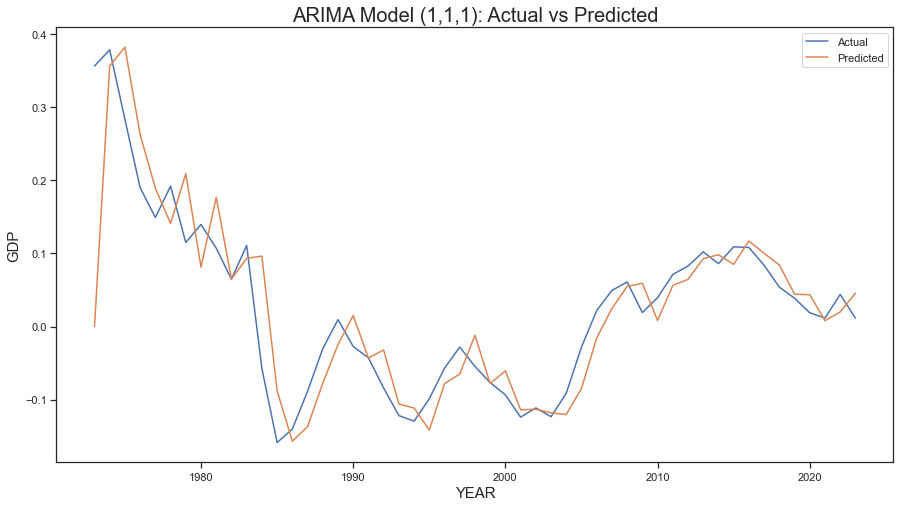 ARIMA Model (1,1,1): Actual vs Predicted
Actual
Predicted
GDP
0.4
0.3
0.2
0.1
0.0
−0.1
1980
1990
2000
2010
2020
YEAR